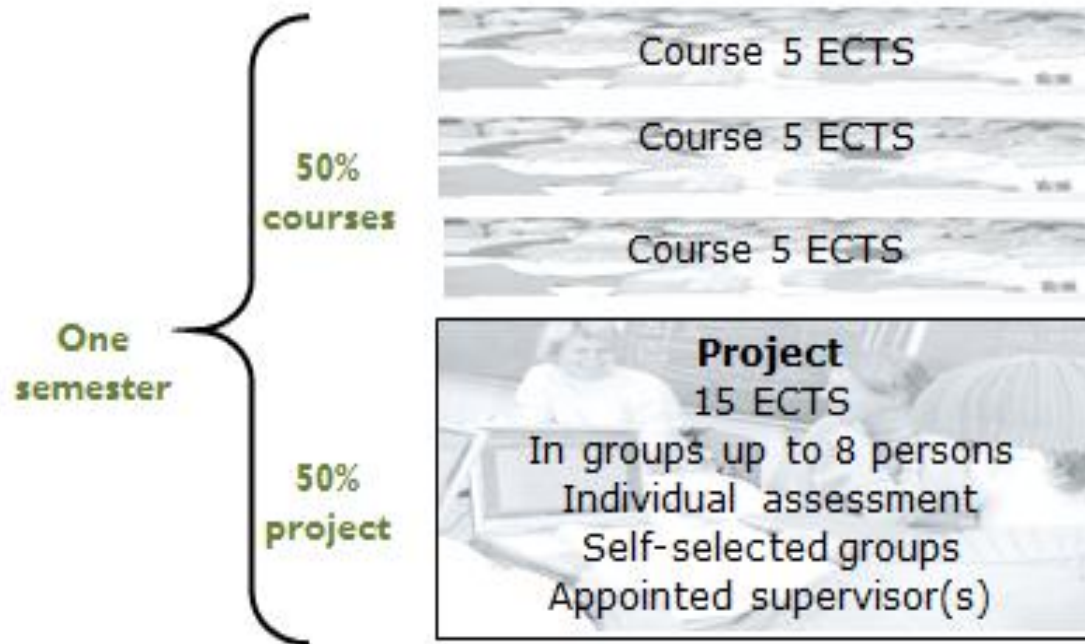 Course 5 ECTS
Course 5 ECTS
50%
courses
Course 5 ECTS
One
semester
Project
15 ECTS
In groups up to 8 persons
50%
project
Individual assessment
Self-selected groups
Appointed supervisor(s)